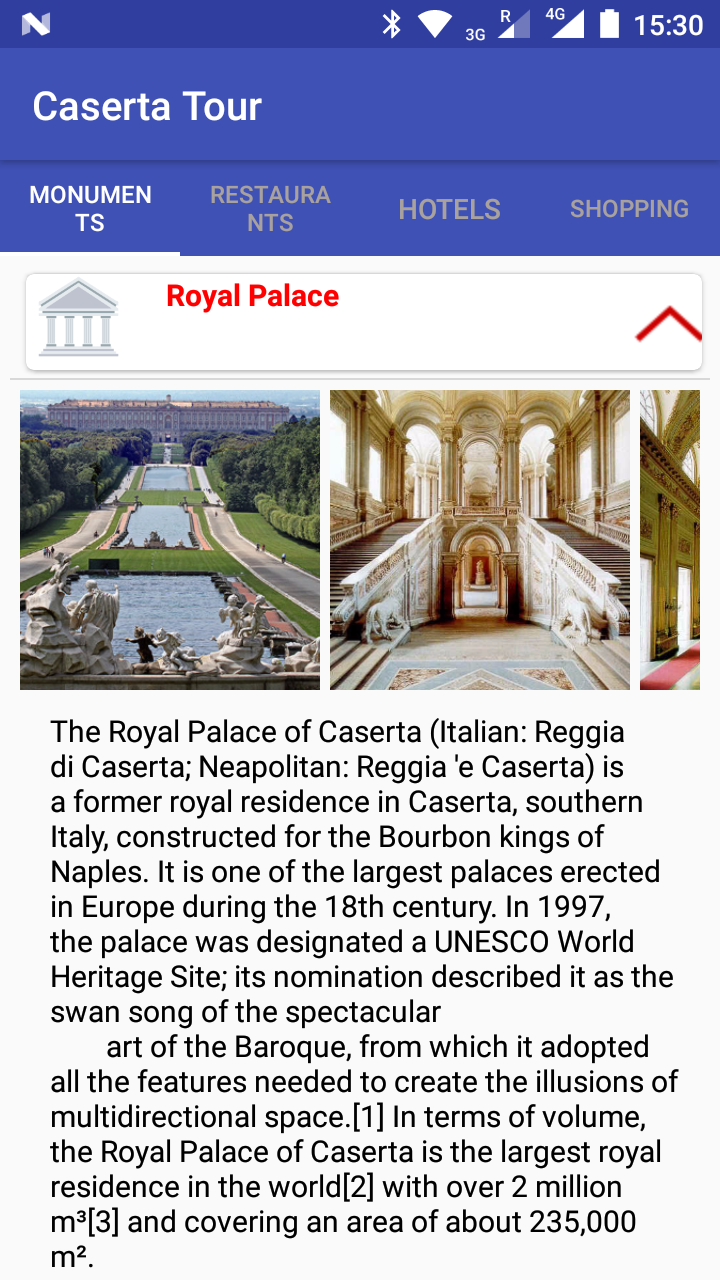 3G
R
4G
15:30
Caserta Tour
MONUMEN
TS
RESTAURA
NTS
HOTELS
SHOPPING
Royal Palace
The Royal Palace of Caserta (Italian: Reggia
di Caserta; Neapolitan: Reggia 'e Caserta) is
a former royal residence in Caserta, southern
Italy, constructed for the Bourbon kings of
Naples. It is one of the largest palaces erected
in Europe during the 18th century. In 1997,
the palace was designated a UNESCO World
Heritage Site; its nomination described it as the
swan song of the spectacular
art of the Baroque, from which it adopted
all the features needed to create the illusions of
multidirectional space.[1] In terms of volume,
the Royal Palace of Caserta is the largest royal
residence in the world[2] with over 2 million
m³[3] and covering an area of about 235,000
m².